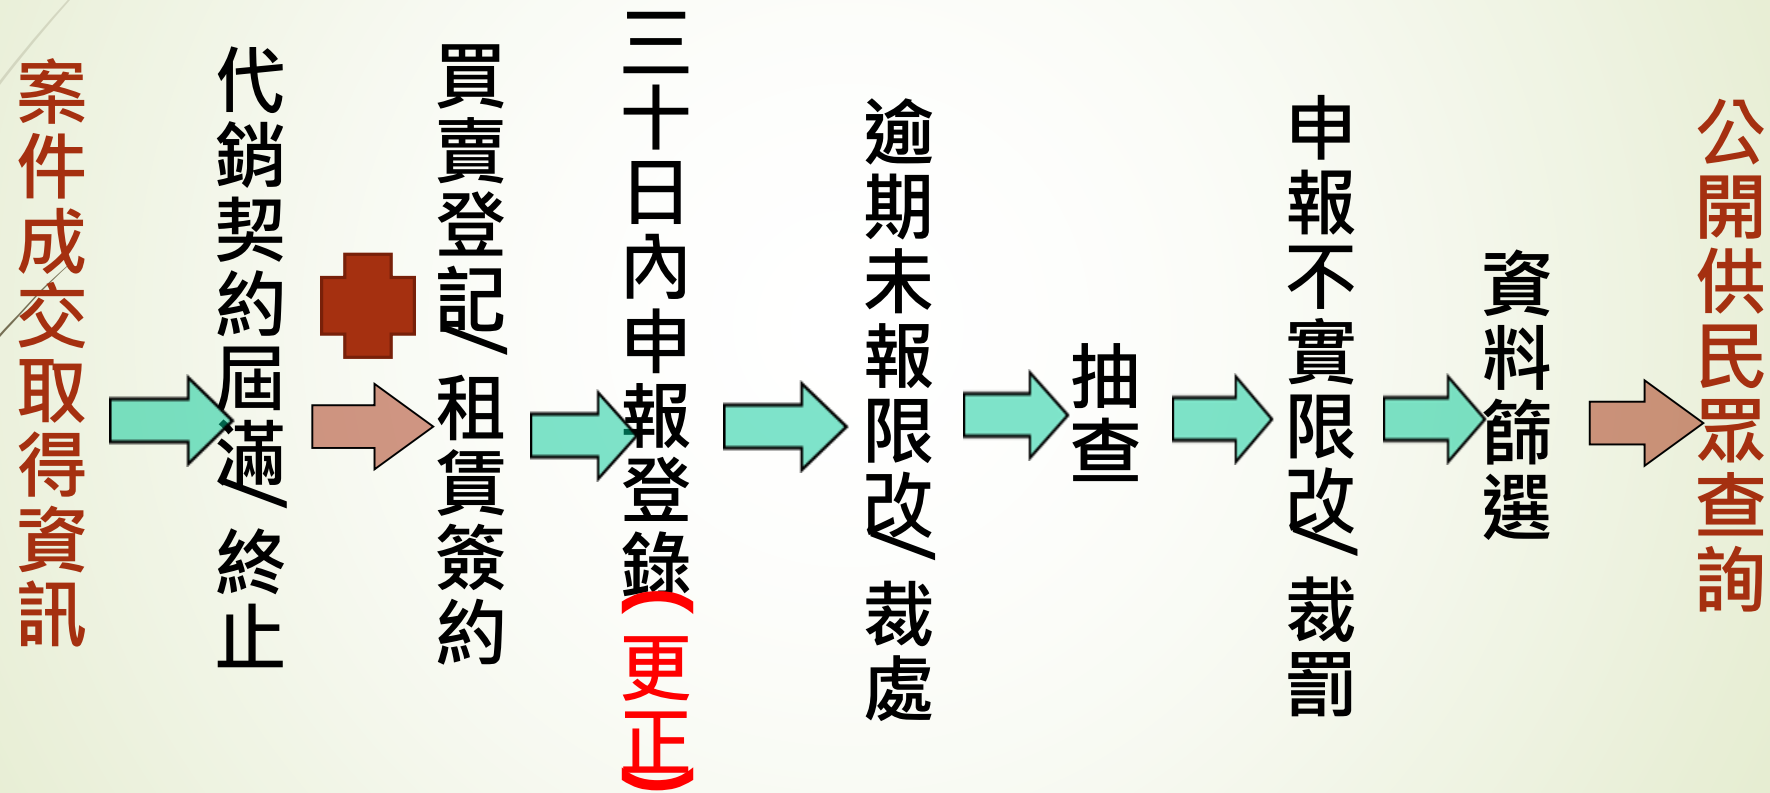 案件成交取得資訊
代銷契約屆滿/終止
買賣登記/租賃簽約
三十日內申報登錄(更正)
逾期未報限改/裁處
抽查
申報不實限改/裁罰
資料篩選
公開供民眾查詢